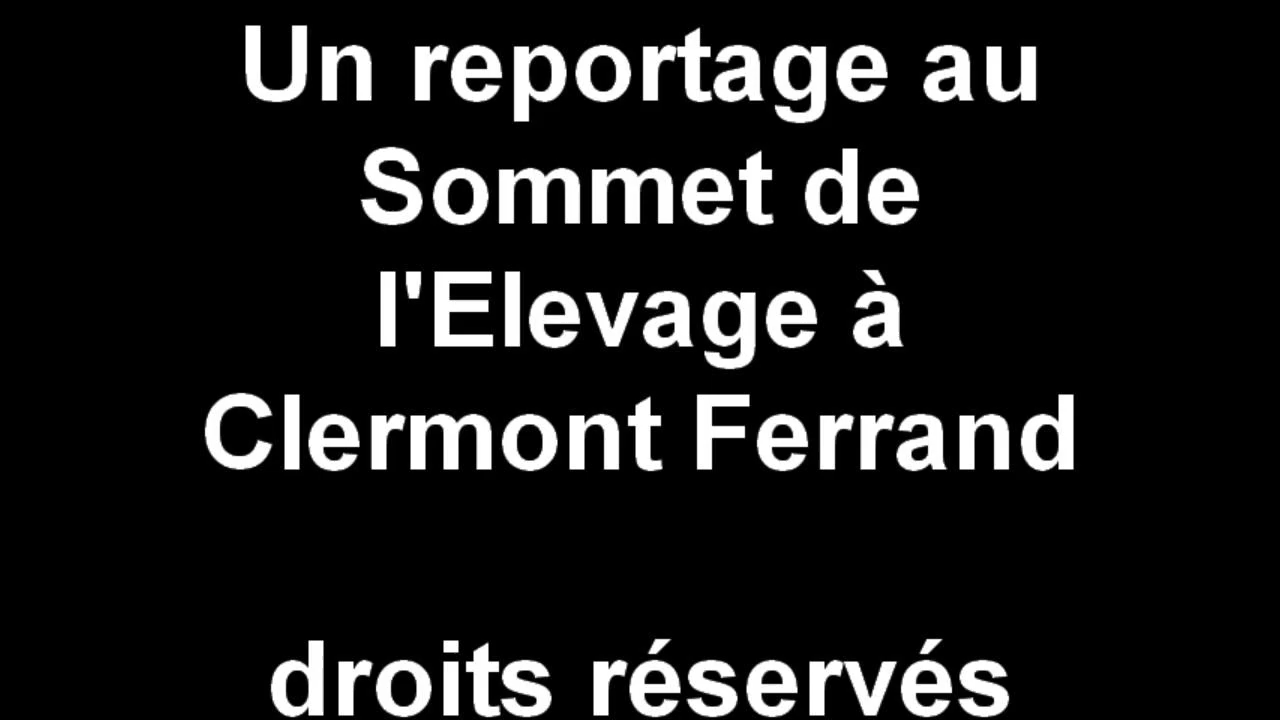 Un reportage au
Sommet de
l'Elevage à
Clermont Ferrand
droits réservés